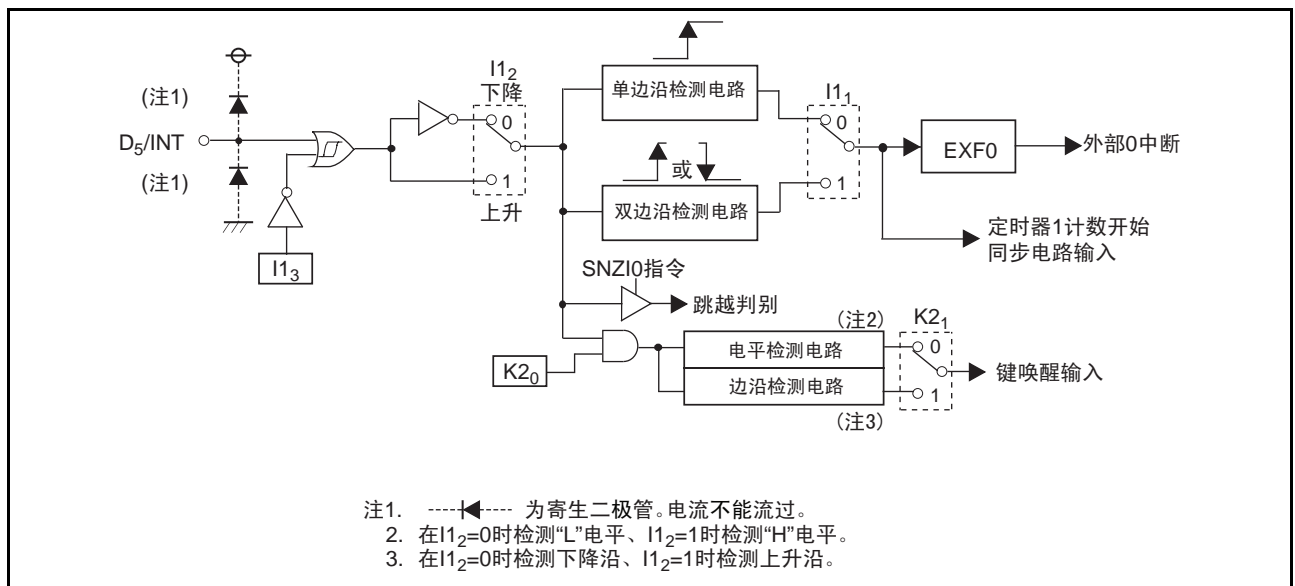 I1₂
下降
0
1
上升
(注1)
D₅/INT
(注1)
I1₃
单边沿检测电路
或
双边沿检测电路
I1₁
0
1
EXF0
外部0中断
定时器1计数开始
同步电路输入
SNZI0指令
跳越判别
K2₀
(注2)
电平检测电路
边沿检测电路
(注3)
K2₁
0
1
键唤醒输入
注1. 为寄生二极管。电流不能流过。
2. 在I1₂=0时检测“L”电平、I1₂=1时检测“H”电平。
3. 在I1₂=0时检测下降沿、I1₂=1时检测上升沿。